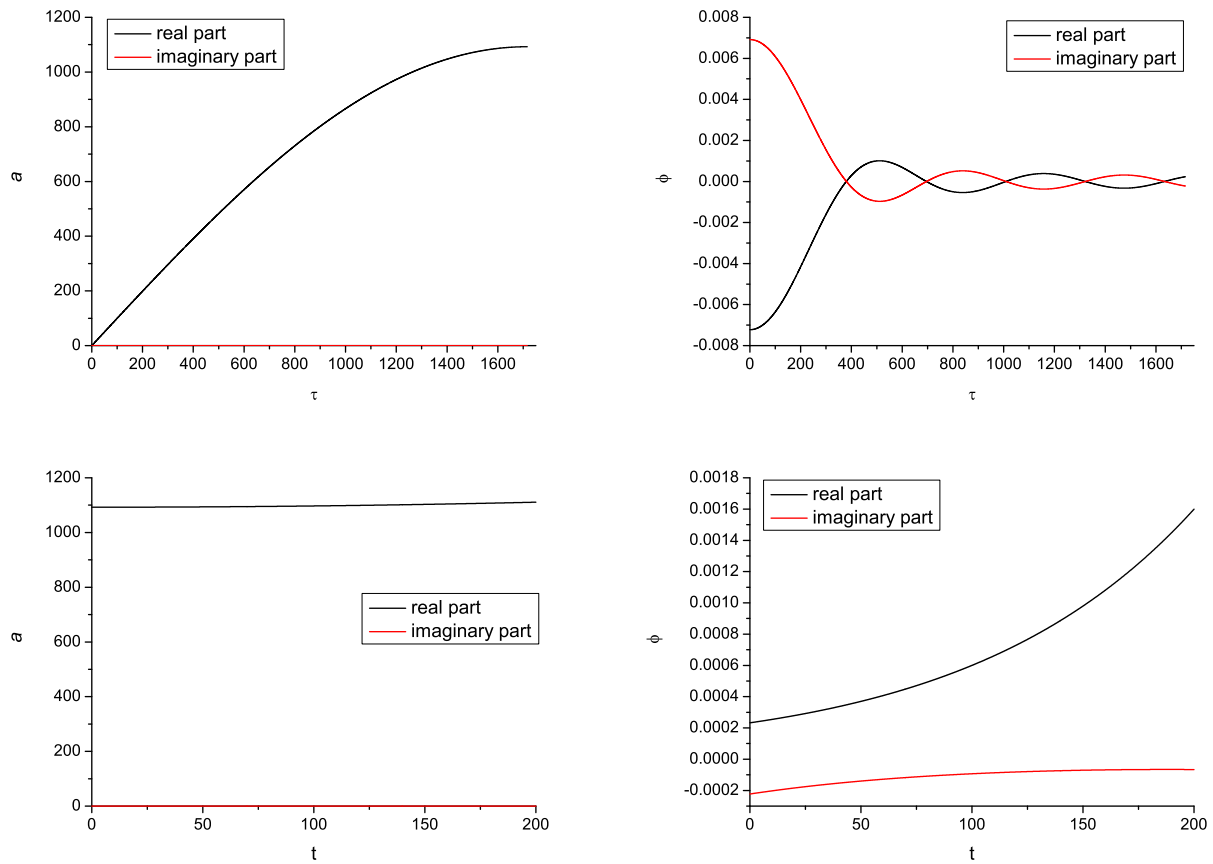 real part
imaginary part
a
1200
1000
800
600
400
200
0
0 200 400 600 800 1000 1200 1400 1600
τ
real part
imaginary part
ϕ
0.008
0.006
0.004
0.002
0.000
-0.002
-0.004
-0.006
-0.008
0 200 400 600 800 1000 1200 1400 1600
τ
real part
imaginary part
a
1200
1000
800
600
400
200
0
0 50 100 150 200
t
real part
imaginary part
ϕ
0.0018
0.0016
0.0014
0.0012
0.0010
0.0008
0.0006
0.0004
0.0002
0.0000
-0.0002
0 50 100 150 200
t